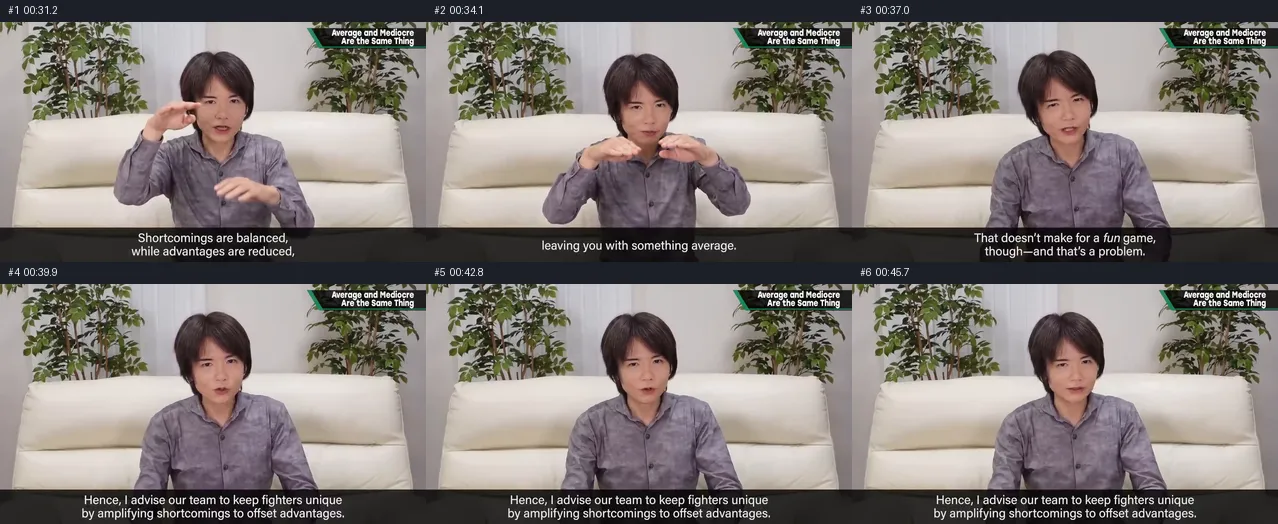 #1 00:31.2
Average and Mediocre
Are the Same Thing
Shortcomings are balanced,
while advantages are reduced,
#2 00:34.1
Average and Mediocre
Are the Same Thing
leaving you with something average.
#3 00:37.0
Average and Mediocre
Are the Same Thing
That doesn't make for a fun game,
though—and that's a problem.
#4 00:39.9
Average and Mediocre
Are the Same Thing
Hence, I advise our team to keep fighters unique
by amplifying shortcomings to offset advantages.
#5 00:42.8
Average and Mediocre
Are the Same Thing
Hence, I advise our team to keep fighters unique
by amplifying shortcomings to offset advantages.
#6 00:45.7
Average and Mediocre
Are the Same Thing
Hence, I advise our team to keep fighters unique
by amplifying shortcomings to offset advantages.